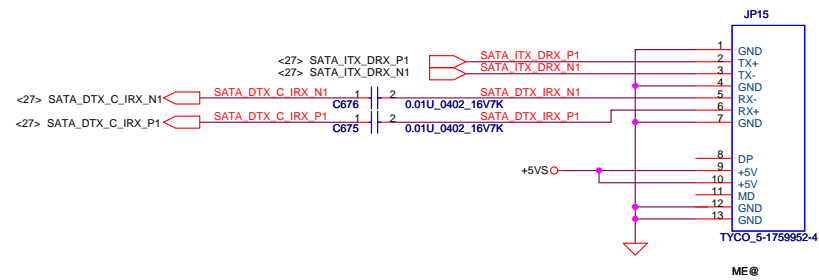 JP15
1 GND
<27> SATA_ITX_DRX_P1 SATA_ITX_DRX_P1 2 TX+
<27> SATA_ITX_DRX_N1 SATA_ITX_DRX_N1 3 TX-
4 GND
<27> SATA_DTX_C_IRX_N1 SATA_DTX_C_IRX_N1 1 2 SATA_DTX_IRX_N1 5 RX-
C676 0.01U_0402_16V7K
6 RX+
<27> SATA_DTX_C_IRX_P1 SATA_DTX_C_IRX_P1 1 2 SATA_DTX_IRX_P1 7 GND
C675 0.01U_0402_16V7K
8 DP
+5VS 9 +5V
10 +5V
11 MD
12 GND
13 GND
TYCO_5-1759952-4
ME@